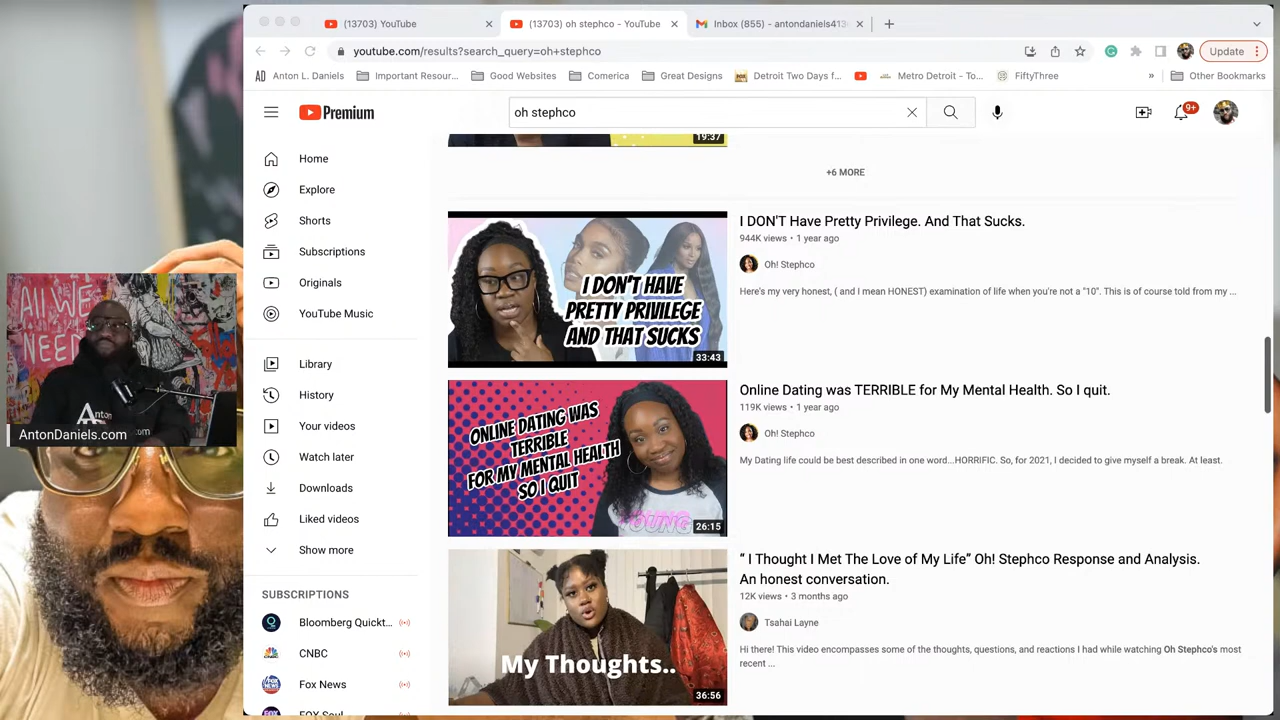 (13703) YouTube
(13703) oh stephco - YouTube
Inbox (855) - antondaniels413
youtube.com/results?search_query=oh+stephco
Update
Anton L. Daniels
Important Resour...
Good Websites
Comerica
Great Designs
Detroit Two Days f...
Metro Detroit - To...
FiftyThree
»
Other Bookmarks
Premium
oh stephco
9+
Home
Explore
Shorts
Subscriptions
Originals
YouTube Music
Library
History
Your videos
Watch later
Downloads
Liked videos
Show more
SUBSCRIPTIONS
Bloomberg Quickt...
CNBC
Fox News
FOX Soul
19:37
+6 MORE
I DON'T HAVE
PRETTY PRIVILEGE
AND THAT SUCKS
33:43
I DON'T Have Pretty Privilege. And That Sucks.
944K views • 1 year ago
Oh! Stephco
Here's my very honest, ( and I mean HONEST) examination of life when you're not a "10". This is of course told from my ...
ONLINE DATING WAS
TERRIBLE
FOR MY MENTAL HEALTH
SO I QUIT
YOUNG
26:15
Online Dating was TERRIBLE for My Mental Health. So I quit.
119K views • 1 year ago
Oh! Stephco
My Dating life could be best described in one word...HORRIFIC. So, for 2021, I decided to give myself a break. At least.
My Thoughts..
36:56
“ I Thought I Met The Love of My Life” Oh! Stephco Response and Analysis.
An honest conversation.
12K views • 3 months ago
Tsahai Layne
Hi there! This video encompasses some of the thoughts, questions, and reactions I had while watching Oh Stephco's most
recent ...
All WE
NEED
Anton
.com
AntonDaniels.com